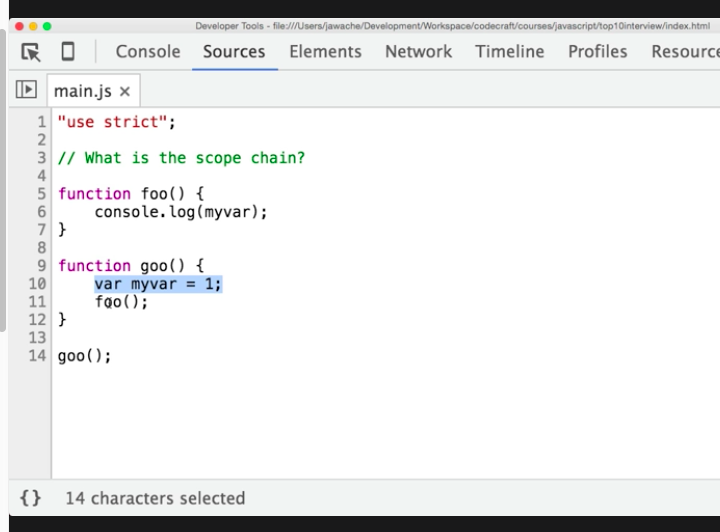 Developer Tools - file:///Users/jawache/Development/Workspace/codecraft/courses/javascript/top10interview/index.html
Console Sources Elements Network Timeline Profiles Resource
main.js ×
1 "use strict";
2
3 // What is the scope chain?
4
5 function foo() {
6 console.log(myvar);
7 }
8
9 function goo() {
10 var myvar = 1;
11 foo();
12 }
13
14 goo();
{} 14 characters selected